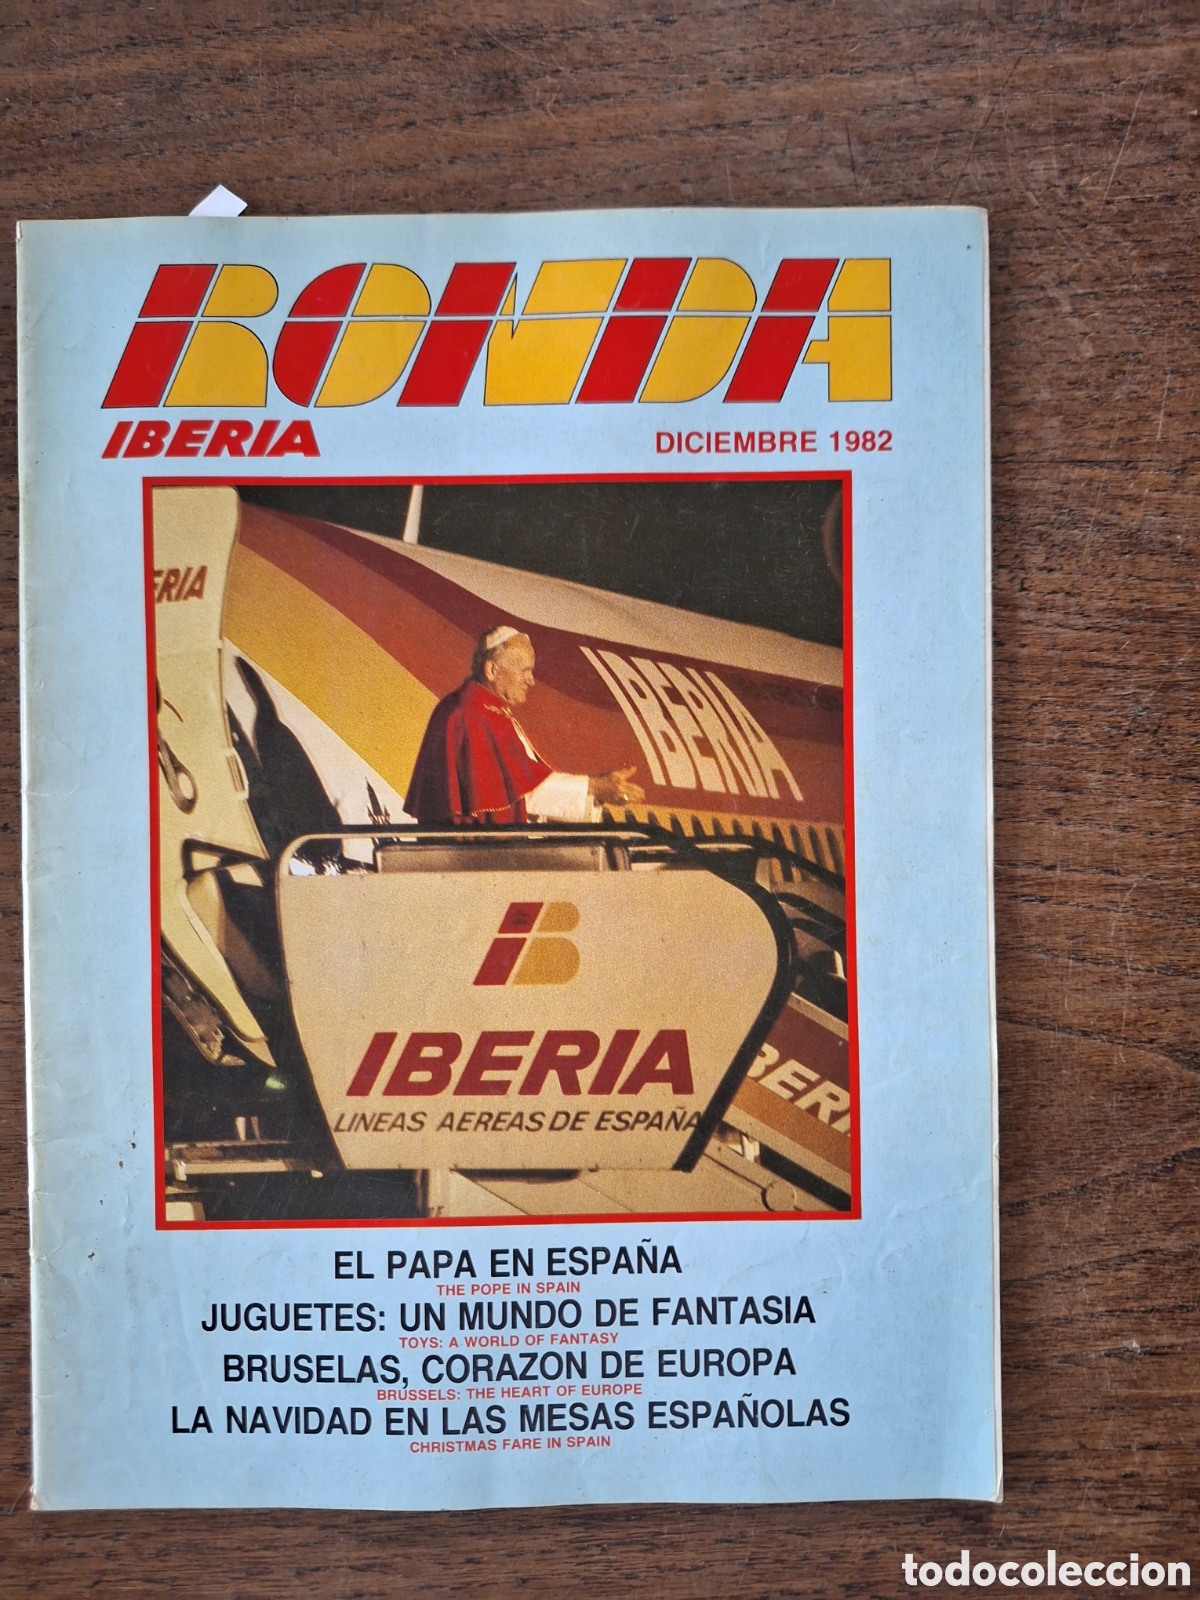 RONDA
IBERIA
DICIEMBRE 1982
ERIA
IBERIA
IB
IBERIA
LINEAS AEREAS DE ESPAÑA
BERI
EL PAPA EN ESPAÑA
THE POPE IN SPAIN
JUGUETES: UN MUNDO DE FANTASIA
TOYS: A WORLD OF FANTASY
BRUSELAS, CORAZON DE EUROPA
BRUSSELS: THE HEART OF EUROPE
LA NAVIDAD EN LAS MESAS ESPAÑOLAS
CHRISTMAS FARE IN SPAIN
todocoleccion